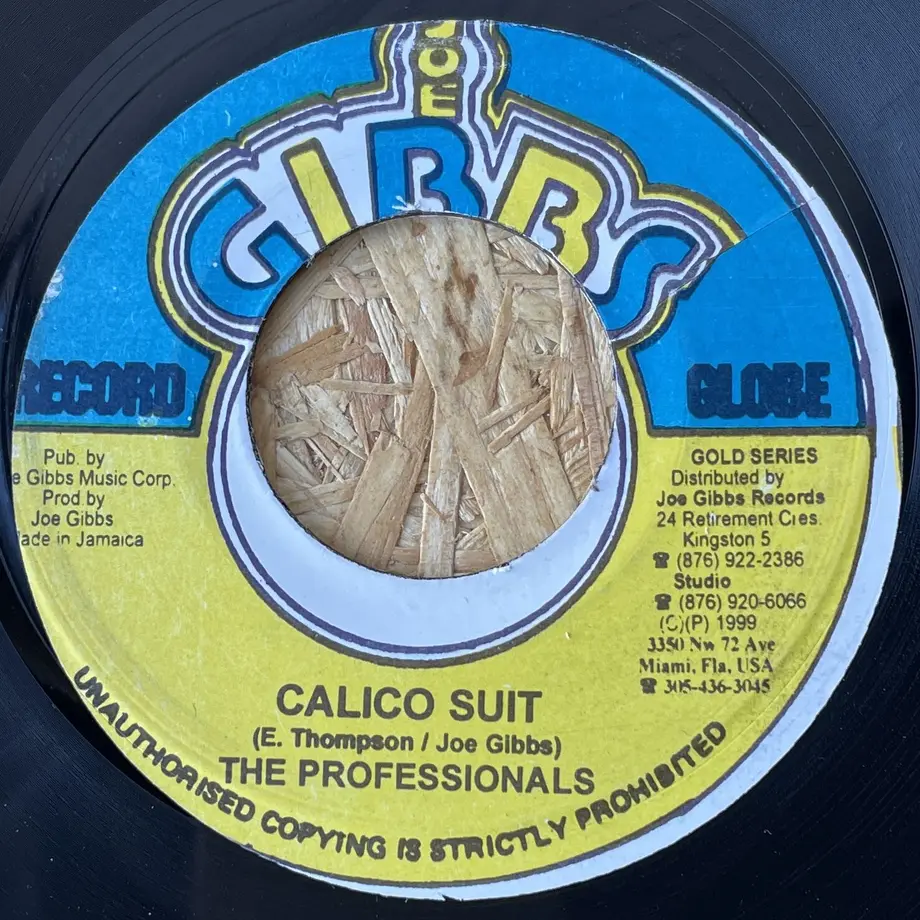 JOE
GIBBS
RECORD
GLOBE
Pub. by
e Gibbs Music Corp.
Prod by
Joe Gibbs
ade in Jamaica
GOLD SERIES
Distributed by
Joe Gibbs Records
24 Retirement Cres.
Kingston 5
☎ (876) 922-2386
Studio
☎ (876) 920-6066
(C)(P) 1999
3350 Nw 72 Ave
Miami, Fla, USA
☎ 305-436-3045
CALICO SUIT
(E. Thompson / Joe Gibbs)
THE PROFESSIONALS
UNAUTHORISED COPYING IS STRICTLY PROHIBITED